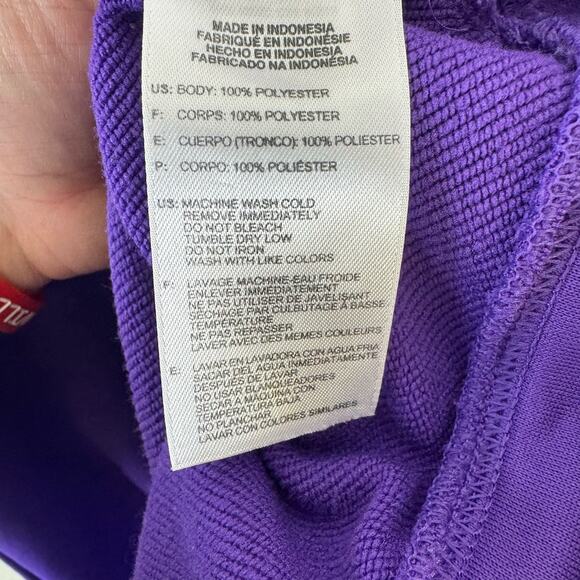 MADE IN INDONESIA
FABRIQUÉ EN INDONÉSIE
HECHO EN INDONESIA
FABRICADO NA INDONÉSIA
US: BODY: 100% POLYESTER
F: CORPS: 100% POLYESTER
E: CUERPO (TRONCO): 100% POLIESTER
P: CORPO: 100% POLIÉSTER
US: MACHINE WASH COLD
REMOVE IMMEDIATELY
DO NOT BLEACH
TUMBLE DRY LOW
DO NOT IRON
WASH WITH LIKE COLORS
F: LAVAGE MACHINE-EAU FROIDE
ENLEVER IMMÉDIATEMENT
NE PAS UTILISER DE JAVELISANT
SÉCHAGE PAR CULBUTAGE À BASSE
TEMPÉRATURE
NE PAS REPASSER
LAVER AVEC DES MEMES COULEURS
E: LAVAR EN LAVADORA CON AGUA FRIA
SACAR DEL AGUA INMEDIATAMENTE
DESPUÉS DE LAVAR
NO USAR BLANQUEADORES
SECAR A MÁQUINA CON
TEMPERATURA BAJA
NO PLANCHAR
LAVAR CON COLORES SIMILARES